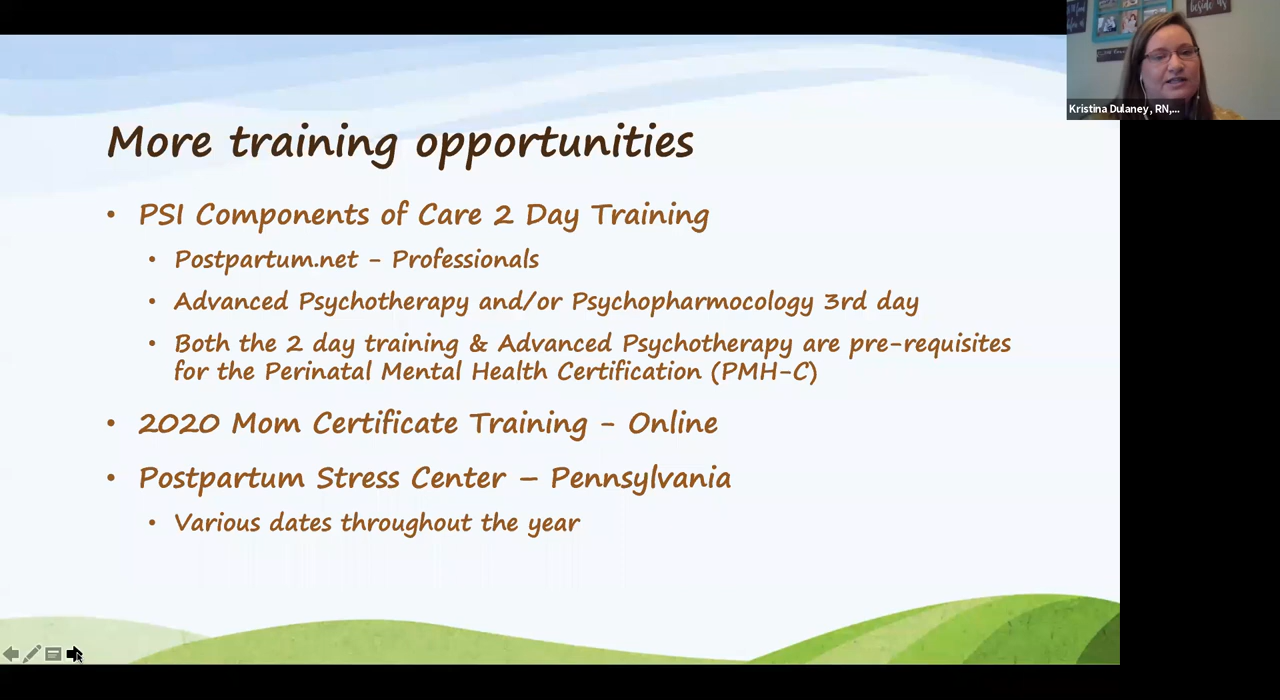 beside us
Kristina Dulaney, RN,...
More training opportunities
• PSI Components of Care 2 Day Training
• Postpartum.net - Professionals
• Advanced Psychotherapy and/or Psychopharmocology 3rd day
• Both the 2 day training & Advanced Psychotherapy are pre-requisites
for the Perinatal Mental Health Certification (PMH-C)
• 2020 Mom Certificate Training - Online
• Postpartum Stress Center – Pennsylvania
• Various dates throughout the year